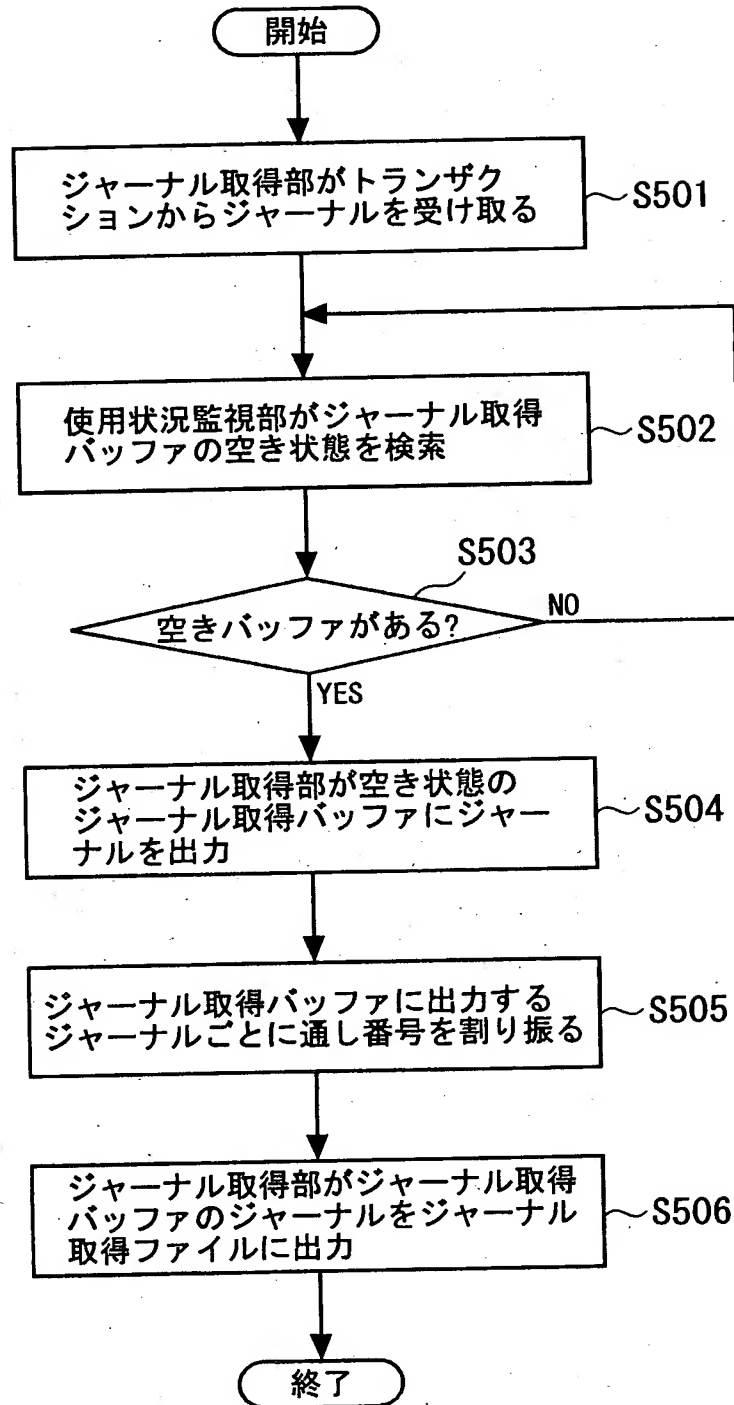 開始
ジャーナル取得部がトランザク
ションからジャーナルを受け取る
S501
使用状況監視部がジャーナル取得
バッファの空き状態を検索
S502
S503
空きバッファがある?
NO
YES
ジャーナル取得部が空き状態の
ジャーナル取得バッファにジャー
ナルを出力
S504
ジャーナル取得バッファに出力する
ジャーナルごとに通し番号を割り振る
S505
ジャーナル取得部がジャーナル取得
バッファのジャーナルをジャーナル
取得ファイルに出力
S506
終了